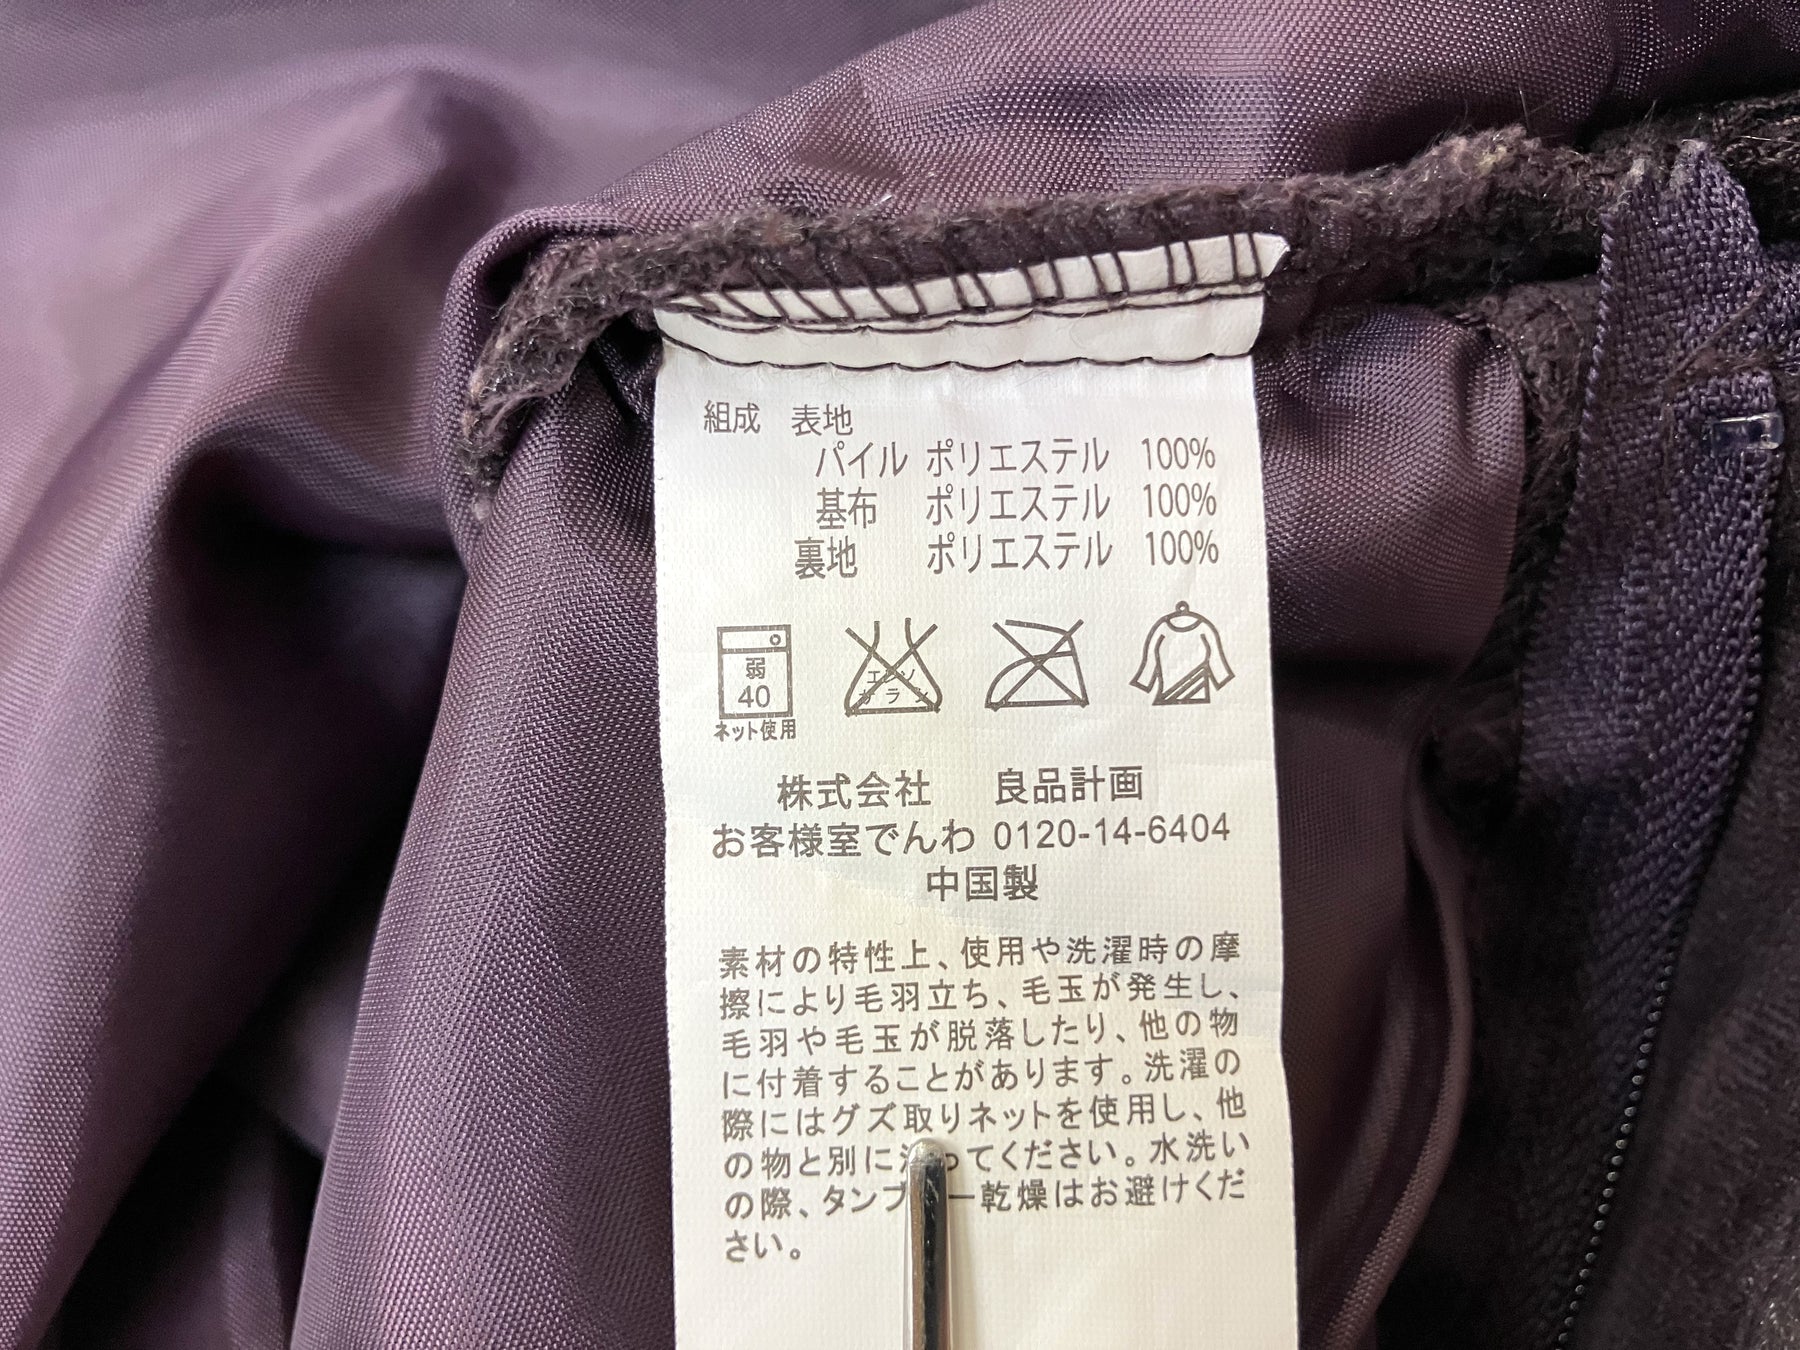 組成 表地
パイル ポリエステル 100%
基布 ポリエステル 100%
裏地 ポリエステル 100%
弱
40
ネット使用
エンソ
サラン
株式会社 良品計画
お客様室でんわ 0120-14-6404
中国製
素材の特性上、使用や洗濯時の摩
擦により毛羽立ち、毛玉が発生し、
毛羽や毛玉が脱落したり、他の物
に付着することがあります。洗濯の
際にはグズ取りネットを使用し、他
の物と別に ってください。水洗い
の際、タンブ ー乾燥はお避けくだ
さい。